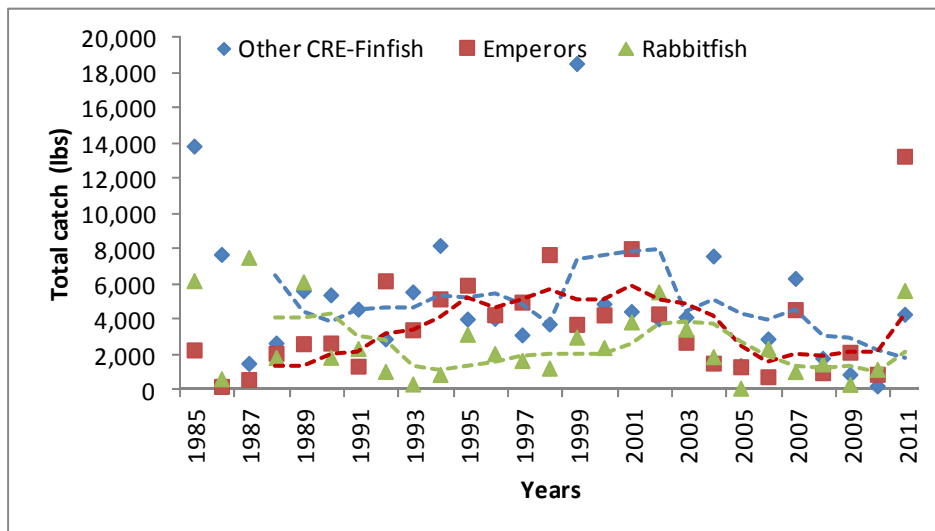 20,000
18,000
16,000
14,000
12,000
10,000
8,000
6,000
4,000
2,000
0
Total catch (lbs)
Other CRE-Finfish Emperors Rabbitfish
1985 1987 1989 1991 1993 1995 1997 1999 2001 2003 2005 2007 2009 2011
Years